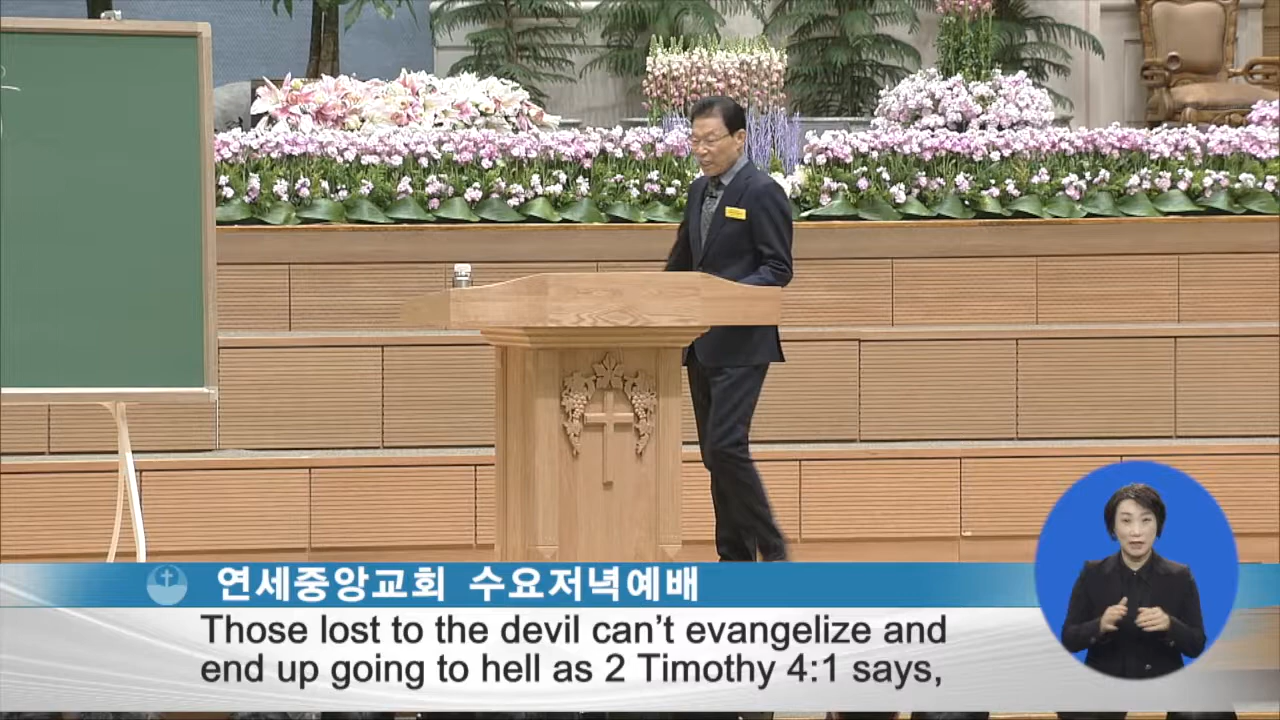 연세중앙교회 수요저녁예배
Those lost to the devil can't evangelize and
end up going to hell as 2 Timothy 4:1 says,